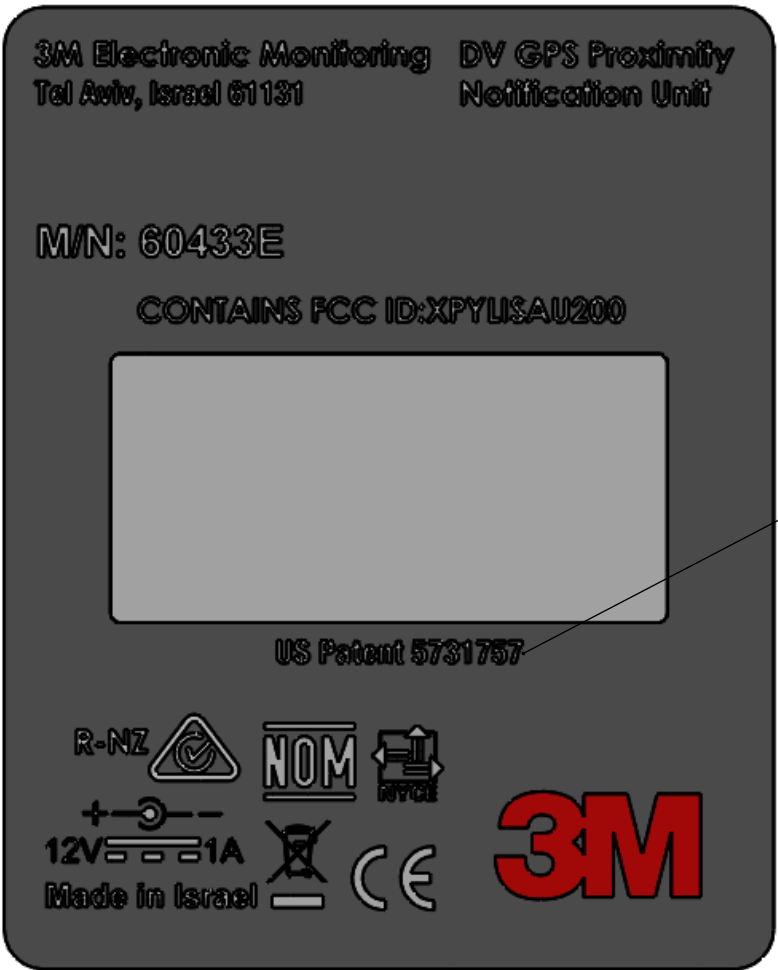 3M Electronic Monitoring
Tel Aviv, Israel 61131
DV GPS Proximity
Notification Unit
M/N: 60433E
CONTAINS FCC ID:XPYLISAU200
US Patent 5731757
R-NZ
NOM
NYCE
+ -
12V 1A
Made in Israel
CE
3M